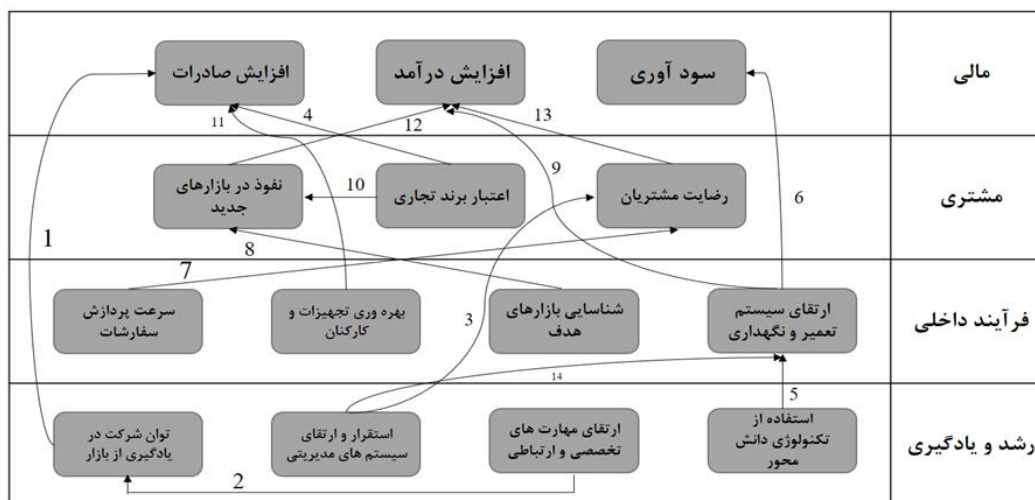 مالی
سود آوری
افزایش درآمد
افزایش صادرات
13
12
4
11
مشتری
رضایت مشتریان
اعتبار برند تجاری
نفوذ در بازارهای
جدید
6
9
10
1
8
7
فرآیند داخلی
ارتقای سیستم
تعمیر و نگهداری
شناسایی بازارهای
هدف
بهره وری تجهیزات و
کارکنان
سرعت پردازش
سفارشات
3
14
5
رشد و یادگیری
استفاده از
تکنولوژی دانش
محور
ارتقای مهارت های
تخصصی و ارتباطی
استقرار و ارتقای
سیستم های مدیریتی
توان شرکت در
یادگیری از بازار
2